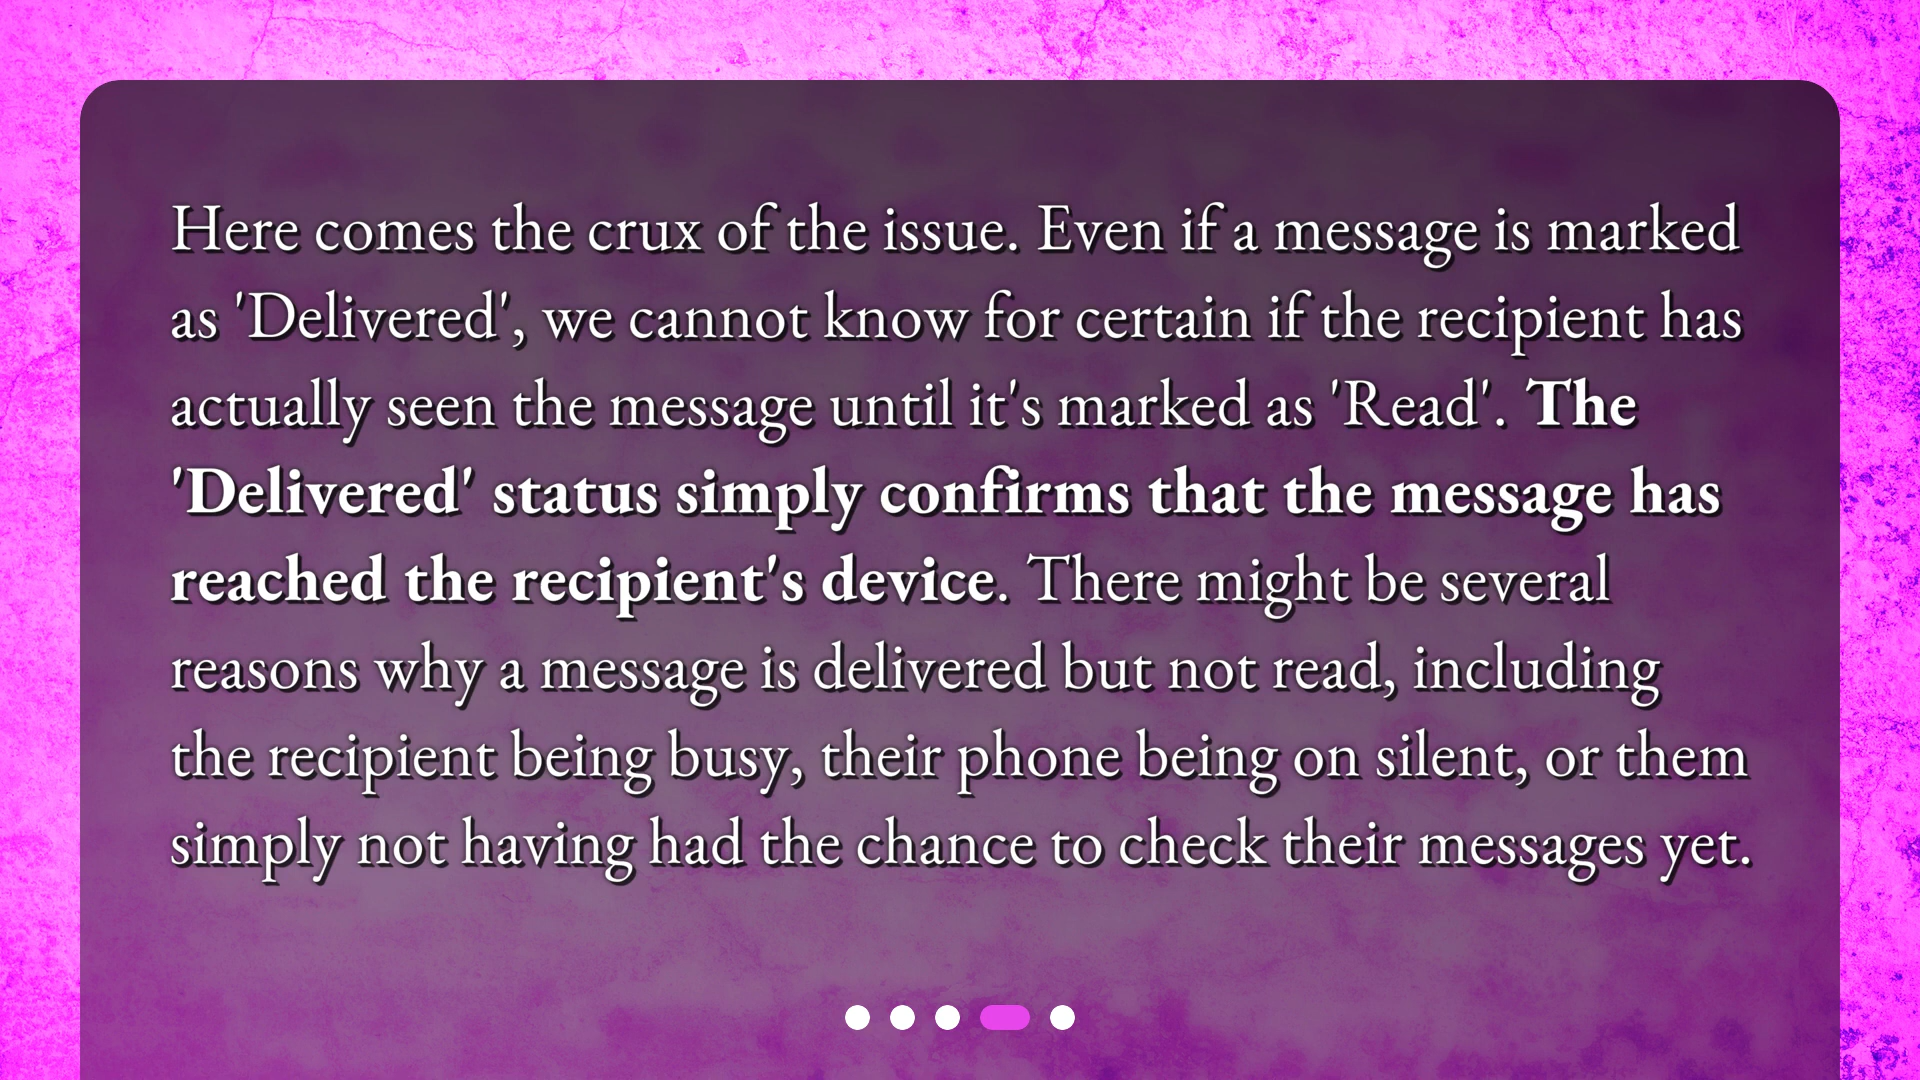 Here comes the crux of the issue. Even if a message is marked
as 'Delivered', we cannot know for certain if the recipient has
actually seen the message until it's marked as 'Read'. The
'Delivered' status simply confirms that the message has
reached the recipient's device. There might be several
reasons why a message is delivered but not read, including
the recipient being busy, their phone being on silent, or them
simply not having had the chance to check their messages yet.